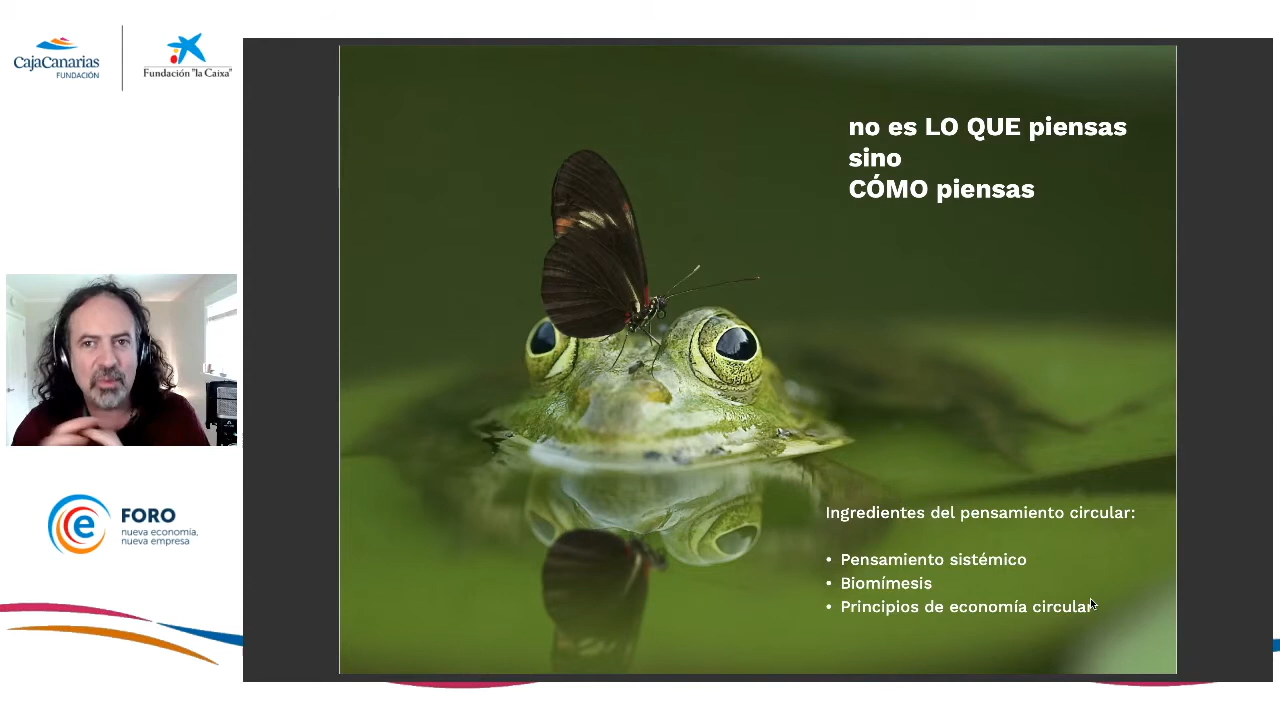 CajaCanarias
FUNDACIÓN
Fundación "la Caixa"
no es LO QUE piensas
sino
CÓMO piensas
e
FORO
nueva economía,
nueva empresa
Ingredientes del pensamiento circular:
• Pensamiento sistémico
• Biomímesis
• Principios de economía circular